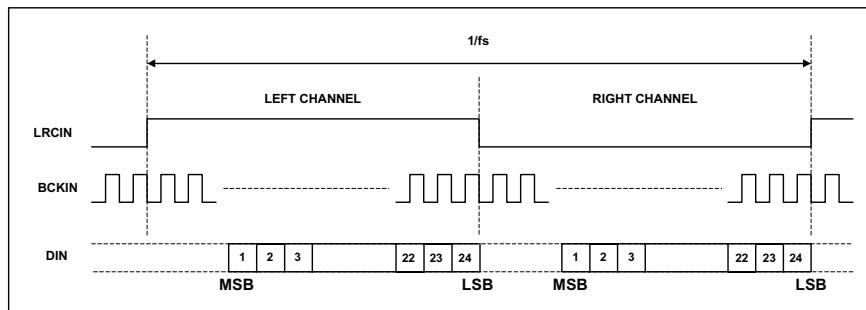 1/fs
LEFT CHANNEL RIGHT CHANNEL
LRCIN
BCKIN
DIN 1 2 3 22 23 24 1 2 3 22 23 24
MSB LSB MSB LSB